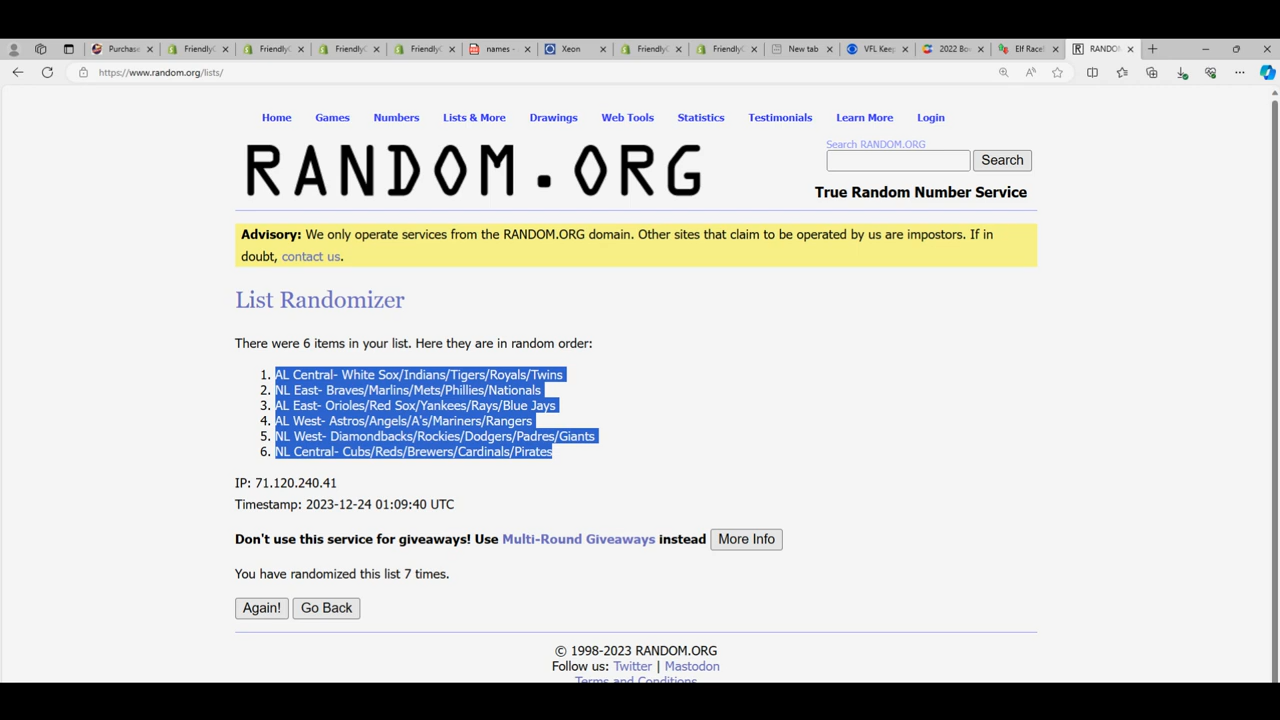 Purchase
FriendlyC
FriendlyC
FriendlyC
FriendlyC
names -
Xeon
FriendlyC
FriendlyC
New tab
VFL Keep
2022 Bow
Elf Race
RANDO
https://www.random.org/lists/
Home Games Numbers Lists & More Drawings Web Tools Statistics Testimonials Learn More Login
RANDOM.ORG
Search RANDOM.ORG
Search
True Random Number Service
Advisory: We only operate services from the RANDOM.ORG domain. Other sites that claim to be operated by us are impostors. If in
doubt, contact us.
List Randomizer
There were 6 items in your list. Here they are in random order:
1. AL Central- White Sox/Indians/Tigers/Royals/Twins
2. NL East- Braves/Marlins/Mets/Phillies/Nationals
3. AL East- Orioles/Red Sox/Yankees/Rays/Blue Jays
4. AL West- Astros/Angels/A's/Mariners/Rangers
5. NL West- Diamondbacks/Rockies/Dodgers/Padres/Giants
6. NL Central- Cubs/Reds/Brewers/Cardinals/Pirates
IP: 71.120.240.41
Timestamp: 2023-12-24 01:09:40 UTC
Don't use this service for giveaways! Use Multi-Round Giveaways instead More Info
You have randomized this list 7 times.
Again! Go Back
© 1998-2023 RANDOM.ORG
Follow us: Twitter | Mastodon
Terms and Conditions